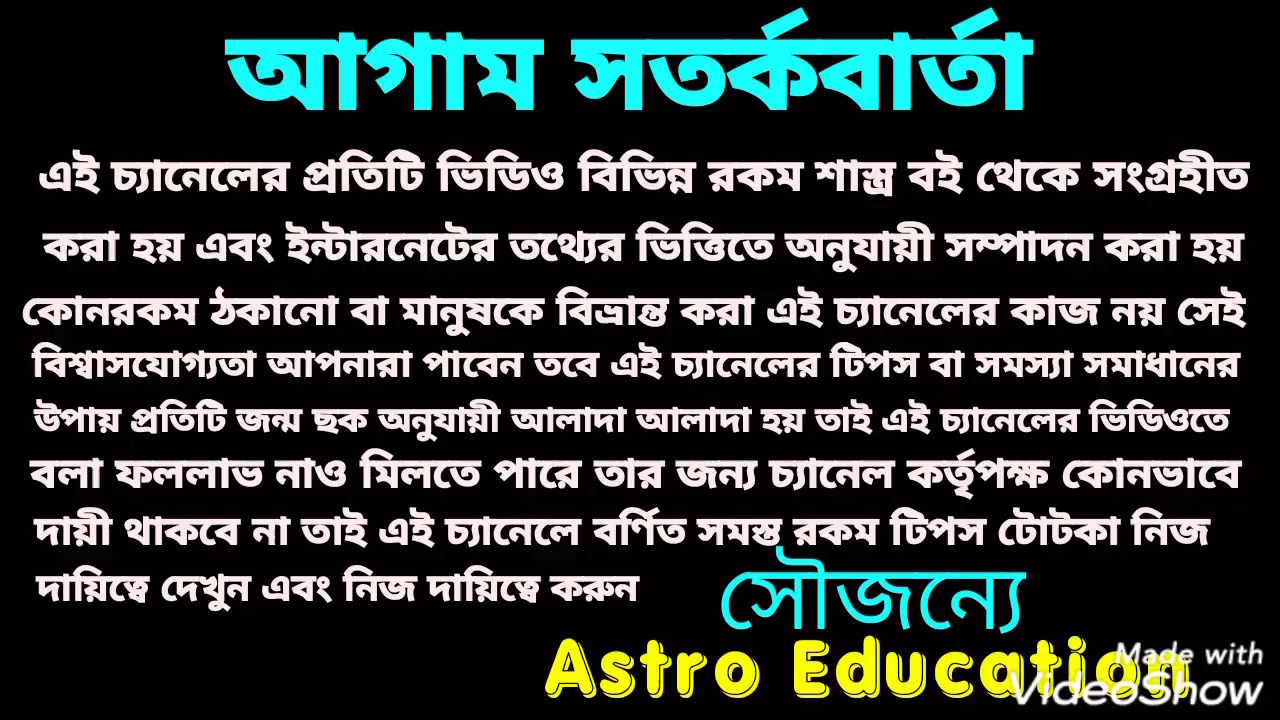 আগাম সতর্কবার্তা
এই চ্যানেলের প্রতিটি ভিডিও বিভিন্ন রকম শাস্ত্র বই থেকে সংগ্রহীত
করা হয় এবং ইন্টারনেটের তথ্যের ভিত্তিতে অনুযায়ী সম্পাদন করা হয়
কোনরকম ঠকানো বা মানুষকে বিভ্রান্ত করা এই চ্যানেলের কাজ নয় সেই
বিশ্বাসযোগ্যতা আপনারা পাবেন তবে এই চ্যানেলের টিপস বা সমস্যা সমাধানের
উপায় প্রতিটি জন্ম ছক অনুযায়ী আলাদা আলাদা হয় তাই এই চ্যানেলের ভিডিওতে
বলা ফললাভ নাও মিলতে পারে তার জন্য চ্যানেল কর্তৃপক্ষ কোনভাবে
দায়ী থাকবে না তাই এই চ্যানেলে বর্ণিত সমস্ত রকম টিপস টোটকা নিজ
দায়িত্বে দেখুন এবং নিজ দায়িত্বে করুন
সৌজন্যে
Astro Education
Made with
VideoShow